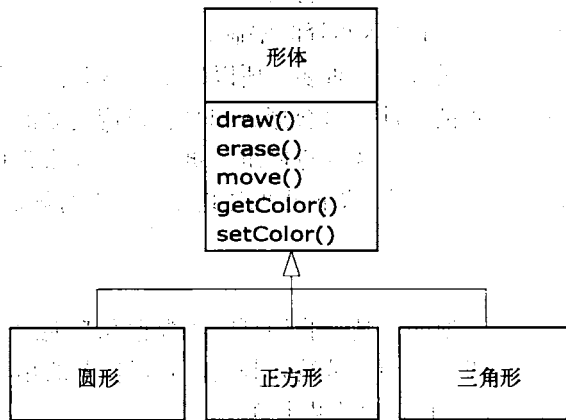 形体
draw()
erase()
move()
getColor()
setColor()
圆形
正方形
三角形